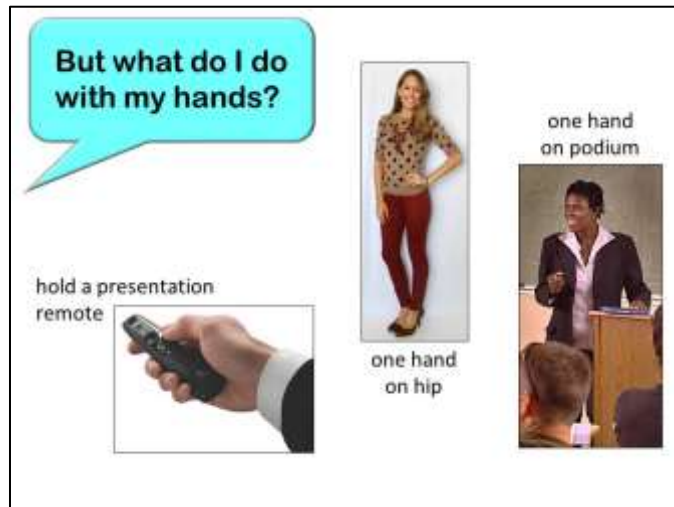 But what do I do
with my hands?
one hand
on podium
hold a presentation
remote
one hand
on hip